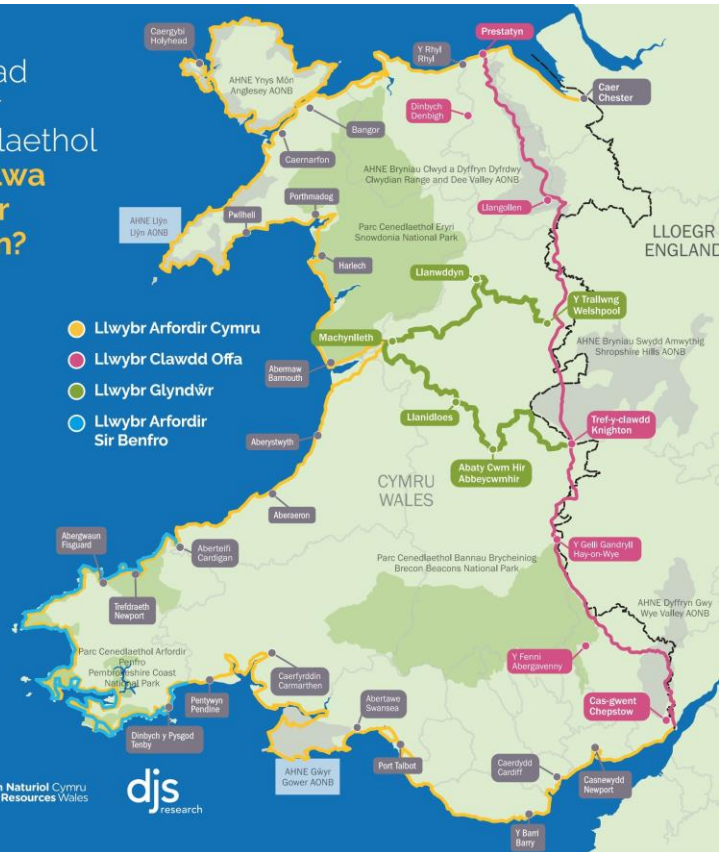 laethol
Caergybi
Holyhead
AHNE Ynys Môn
Anglesey AONB
Y Rhyl
Rhyl
Prestatyn
Caer
Chester
Dinbych
Denbigh
Bangor
Caernarfon
AHNE Bryniau Clwyd a Dyffryn Dyfrdwy
Clwydian Range and Dee Valley AONB
Llangollen
Porthmadog
Pwllheli
AHNE Llŷn
Llŷn AONB
Parc Cenedlaethol Eryri
Snowdonia National Park
Harlech
LLOEGR
ENGLAND
Llanwddyn
Y Trallwng
Welshpool
Machynlleth
Llwybr Arfordir Cymru
Llwybr Clawdd Offa
Llwybr Glyndŵr
Llwybr Arfordir
Sir Benfro
AHNE Bryniau Swydd Amwythig
Shropshire Hills AONB
Abermaw
Barmouth
Llanidloes
Tref-y-clawdd
Knighton
Aberystwyth
Abaty Cwm Hir
Abbeycwmhir
CYMRU
WALES
Aberaeron
Abergwaun
Fisguard
Aberteifi
Cardigan
Y Gelli Gandryll
Hay-on-Wye
Parc Cenedlaethol Bannau Brycheiniog
Brecon Beacons National Park
Trefdraeth
Newport
AHNE Dyffryn Gwy
Wye Valley AONB
Parc Cenedlaethol Arfordir
Penfro
Pembrokeshire Coast
National Park
Caerfyrddin
Carmarthen
Y Fenni
Abergavenny
Pentywyn
Pendine
Abertawe
Swansea
Cas-gwent
Chepstow
Dinbych y Pysgod
Tenby
AHNE Gŵyr
Gower AONB
Port Talbot
Caerdydd
Cardiff
Casnewydd
Newport
Y Barri
Barry
Naturiol Cymru
Resources Wales
djs
research